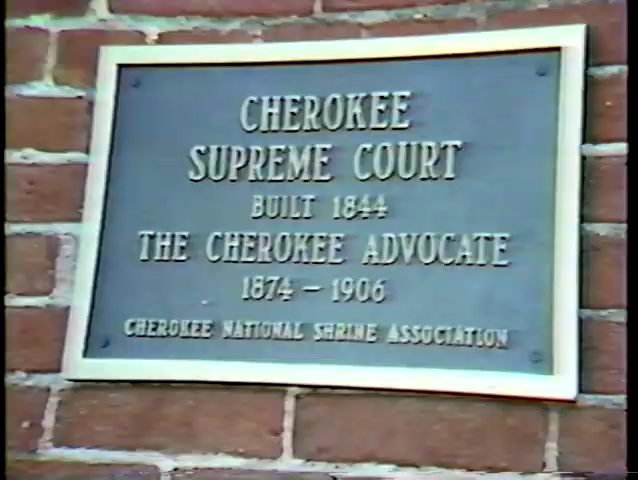 CHEROKEE
SUPREME COURT
BUILT 1844
THE CHEROKEE ADVOCATE
1874 - 1906
CHEROKEE NATIONAL SHRINE ASSOCIATION